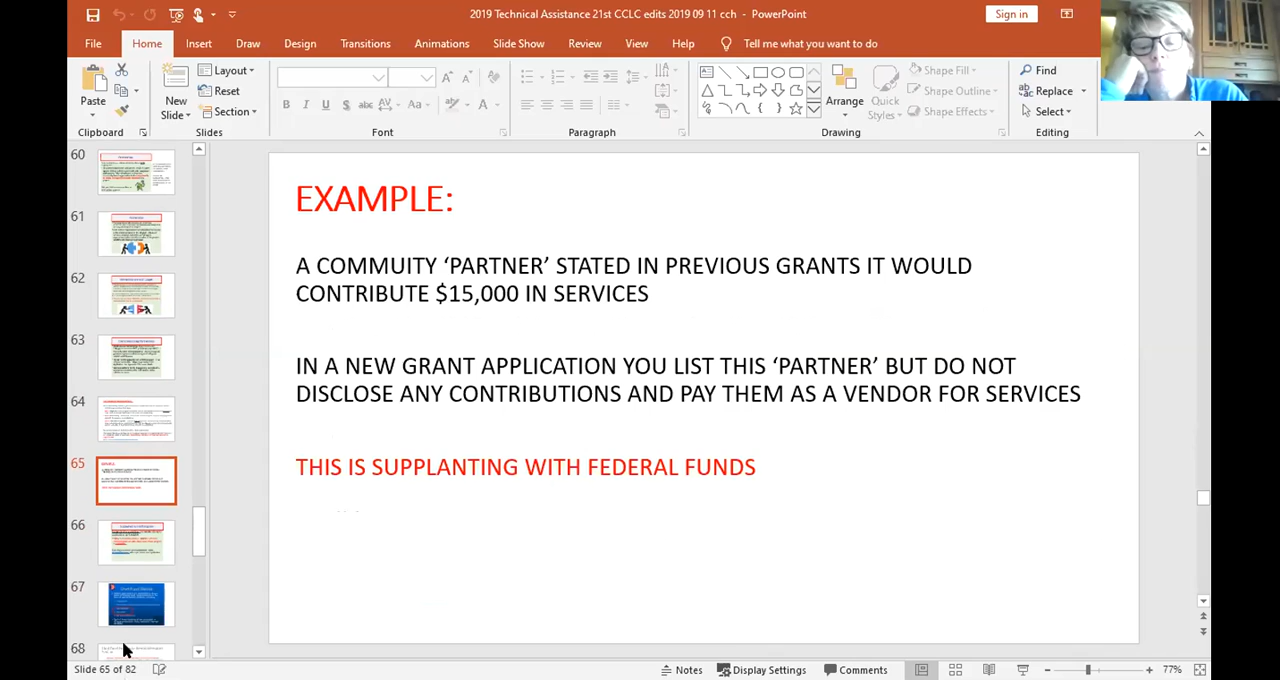 2019 Technical Assistance 21st CCLC edits 2019 09 11 cch - PowerPoint
Sign in
File Home Insert Draw Design Transitions Animations Slide Show Review View Help Tell me what you want to do
Paste
Clipboard
New
Slide
Layout
Reset
Section
Slides
Font
Paragraph
Arrange
Quick
Styles
Shape Fill
Shape Outline
Shape Effects
Drawing
Find
Replace
Select
Editing
60
61
62
63
64
65
66
67
68
EXAMPLE:
A COMMUITY ‘PARTNER’ STATED IN PREVIOUS GRANTS IT WOULD
CONTRIBUTE $15,000 IN SERVICES
IN A NEW GRANT APPLICATION YOU LIST THIS ‘PARTNER’ BUT DO NOT
DISCLOSE ANY CONTRIBUTIONS AND PAY THEM AS A VENDOR FOR SERVICES
THIS IS SUPPLANTING WITH FEDERAL FUNDS
Slide 65 of 82
Notes Display Settings Comments 77%